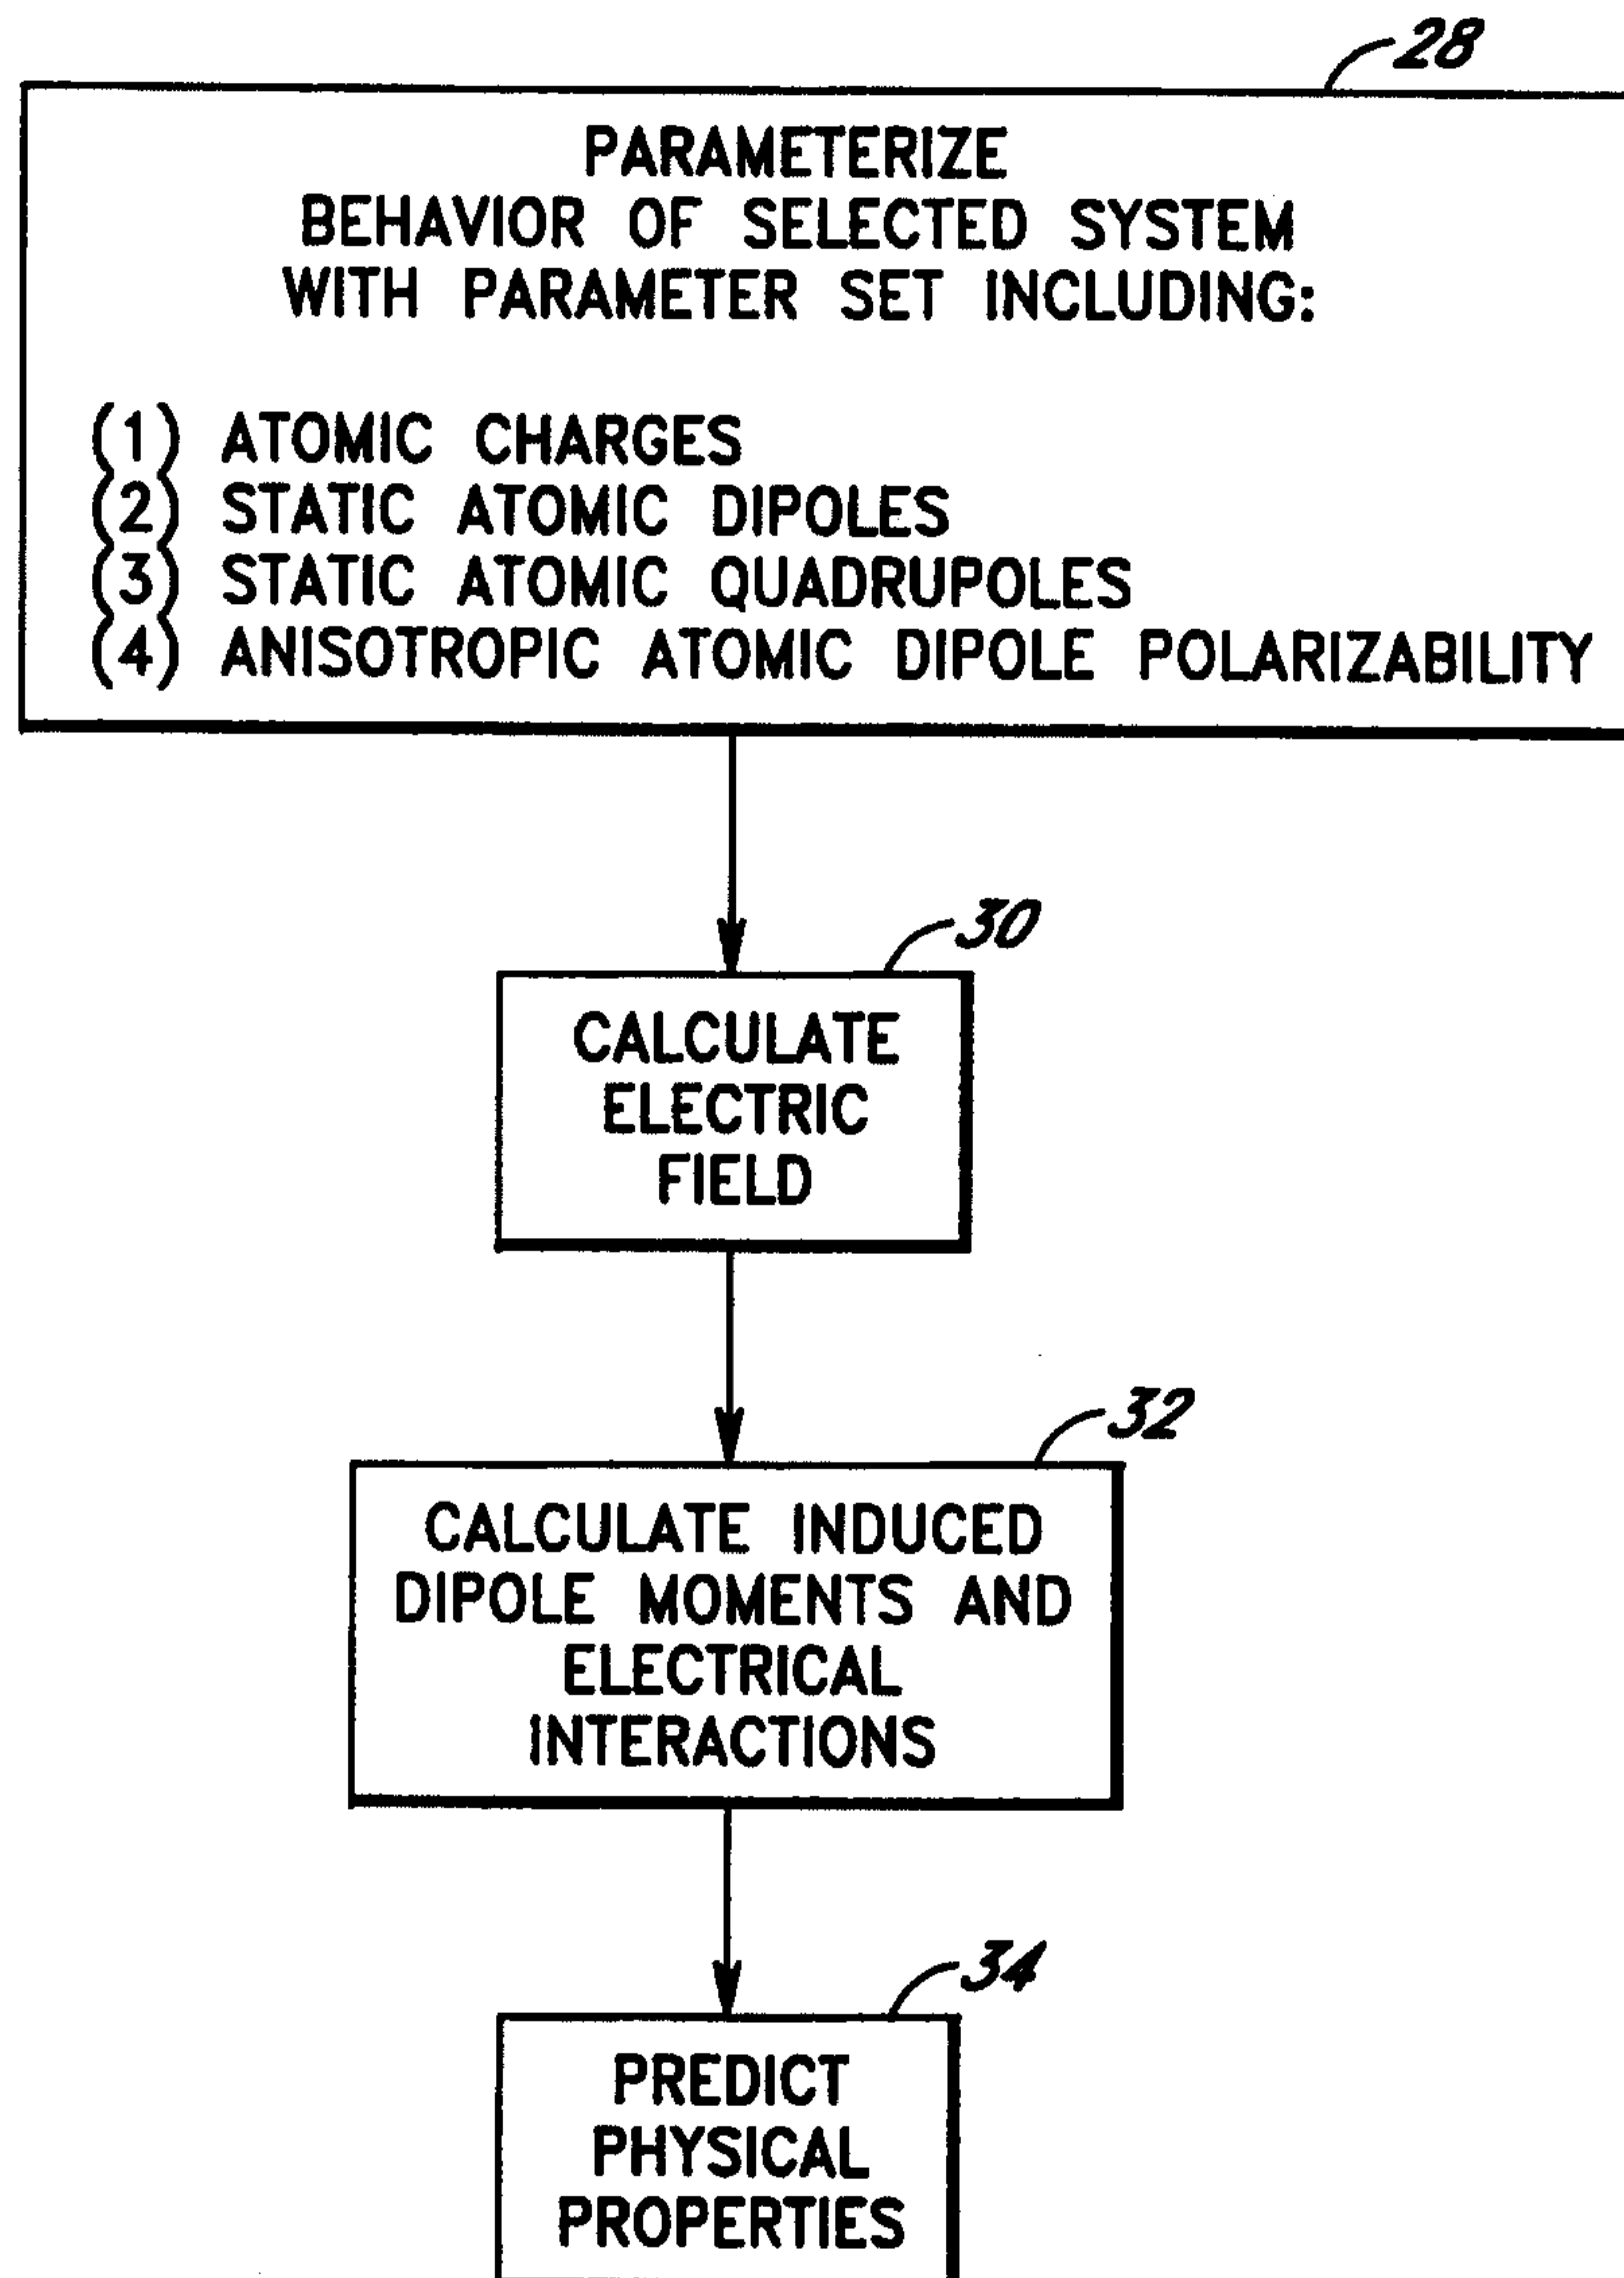 28
PARAMETERIZE
BEHAVIOR OF SELECTED SYSTEM
WITH PARAMETER SET INCLUDING:
(1) ATOMIC CHARGES
(2) STATIC ATOMIC DIPOLES
(3) STATIC ATOMIC QUADRUPOLES
(4) ANISOTROPIC ATOMIC DIPOLE POLARIZABILITY
30
CALCULATE
ELECTRIC
FIELD
32
CALCULATE INDUCED
DIPOLE MOMENTS AND
ELECTRICAL
INTERACTIONS
34
PREDICT
PHYSICAL
PROPERTIES